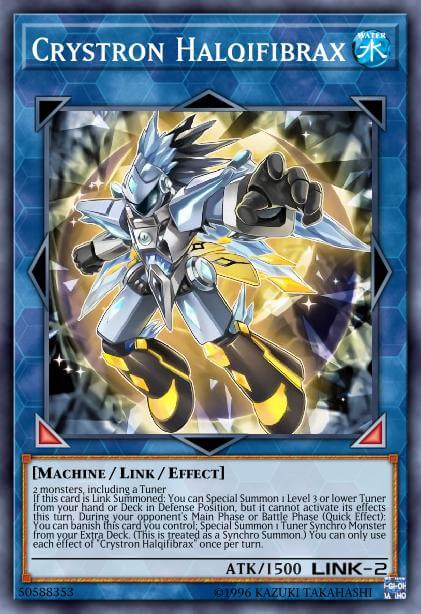 CRYSTRON HALQIFIBRAX
WATER
水
[MACHINE / LINK / EFFECT]
2 monsters, including a Tuner
If this card is Link Summoned: You can Special Summon 1 Level 3 or lower Tuner
from your hand or Deck in Defense Position, but it cannot activate its effects
this turn. During your opponent's Main Phase or Battle Phase (Quick Effect):
You can banish this card you control; Special Summon 1 Tuner Synchro Monster
from your Extra Deck. (This is treated as a Synchro Summon.) You can only use
each effect of "Crystron Halqifibrax" once per turn.
ATK/1500 LINK-2
50588353 ©1996 KAZUKI TAKAHASHI